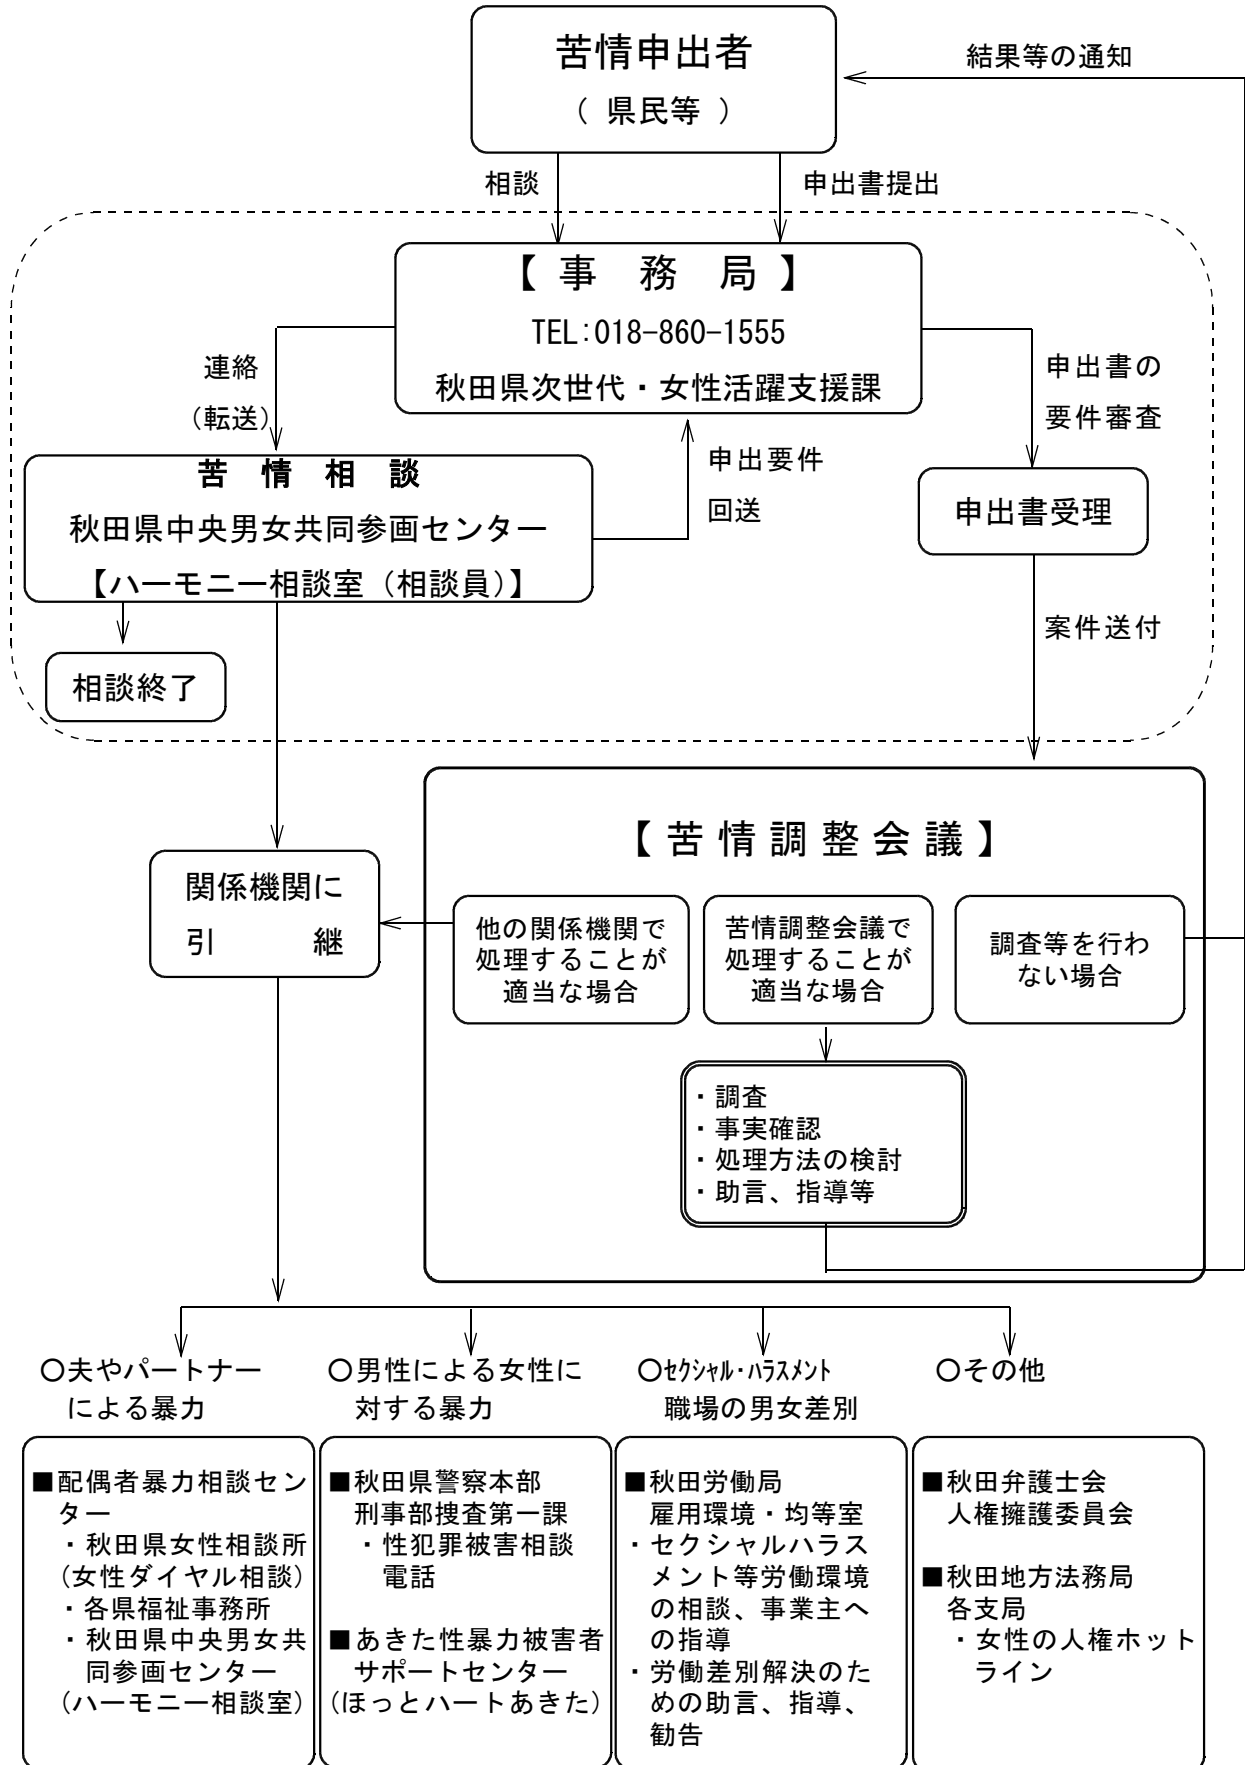 苦情申出者
（ 県民等 ）
結果等の通知
相談
申出書提出
【 事　務　局 】
TEL:018-860-1555
秋田県次世代・女性活躍支援課
連絡
（転送）
申出書の
要件審査
苦　情　相　談
秋田県中央男女共同参画センター
【ハーモニー相談室（相談員）】
申出要件
回送
申出書受理
相談終了
案件送付
【 苦 情 調 整 会 議 】
関係機関に
引　　　継
他の関係機関で
処理することが
適当な場合
苦情調整会議で
処理することが
適当な場合
調査等を行わ
ない場合
・調査
・事実確認
・処理方法の検討
・助言、指導等
○夫やパートナー
による暴力
○男性による女性に
対する暴力
○ｾｸｼｬﾙ･ﾊﾗｽﾒﾝﾄ
職場の男女差別
○その他
■配偶者暴力相談セン
ター
・秋田県女性相談所
(女性ダイヤル相談)
・各県福祉事務所
・秋田県中央男女共
同参画センター
(ハーモニー相談室)
■秋田県警察本部
刑事部捜査第一課
・性犯罪被害相談
電話
■あきた性暴力被害者
サポートセンター
(ほっとハートあきた)
■秋田労働局
雇用環境・均等室
・セクシャルハラス
メント等労働環境
の相談、事業主へ
の指導
・労働差別解決のた
めの助言、指導、
勧告
■秋田弁護士会
人権擁護委員会
■秋田地方法務局
各支局
・女性の人権ホット
ライン